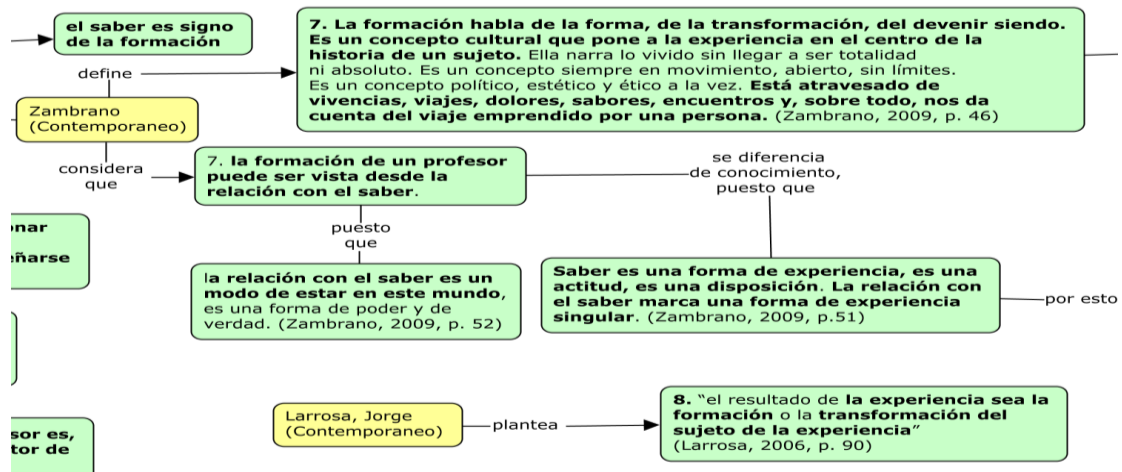 el saber es signo
de la formación
define
Zambrano
(Contemporaneo)
considera
que
7. La formación habla de la forma, de la transformación, del devenir siendo.
Es un concepto cultural que pone a la experiencia en el centro de la
historia de un sujeto. Ella narra lo vivido sin llegar a ser totalidad
ni absoluto. Es un concepto siempre en movimiento, abierto, sin límites.
Es un concepto político, estético y ético a la vez. Está atravesado de
vivencias, viajes, dolores, sabores, encuentros y, sobre todo, nos da
cuenta del viaje emprendido por una persona. (Zambrano, 2009, p. 46)
7. la formación de un profesor
puede ser vista desde la
relación con el saber.
se diferencia
de conocimiento,
puesto que
puesto
que
la relación con el saber es un
modo de estar en este mundo,
es una forma de poder y de
verdad. (Zambrano, 2009, p. 52)
Saber es una forma de experiencia, es una
actitud, es una disposición. La relación con
el saber marca una forma de experiencia
singular. (Zambrano, 2009, p.51)
por esto
onar
eñarse
sor es,
tor de
Larrosa, Jorge
(Contemporaneo)
plantea
8. “el resultado de la experiencia sea la
formación o la transformación del
sujeto de la experiencia”
(Larrosa, 2006, p. 90)